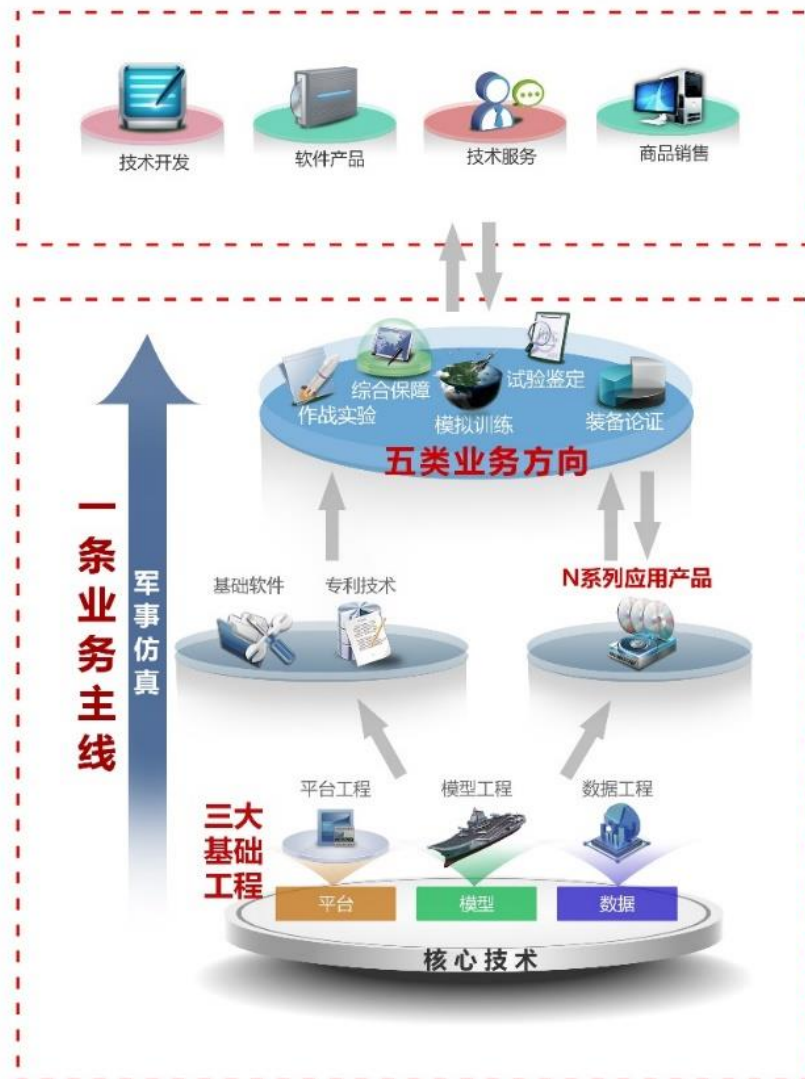 技术开发
软件产品
技术服务
商品销售
作战实验
综合保障
模拟训练
试验鉴定
装备论证
五类业务方向
一条业务主线
军事仿真
基础软件
专利技术
N系列应用产品
三大
基础
工程
平台工程
模型工程
数据工程
平台
模型
数据
核心技术